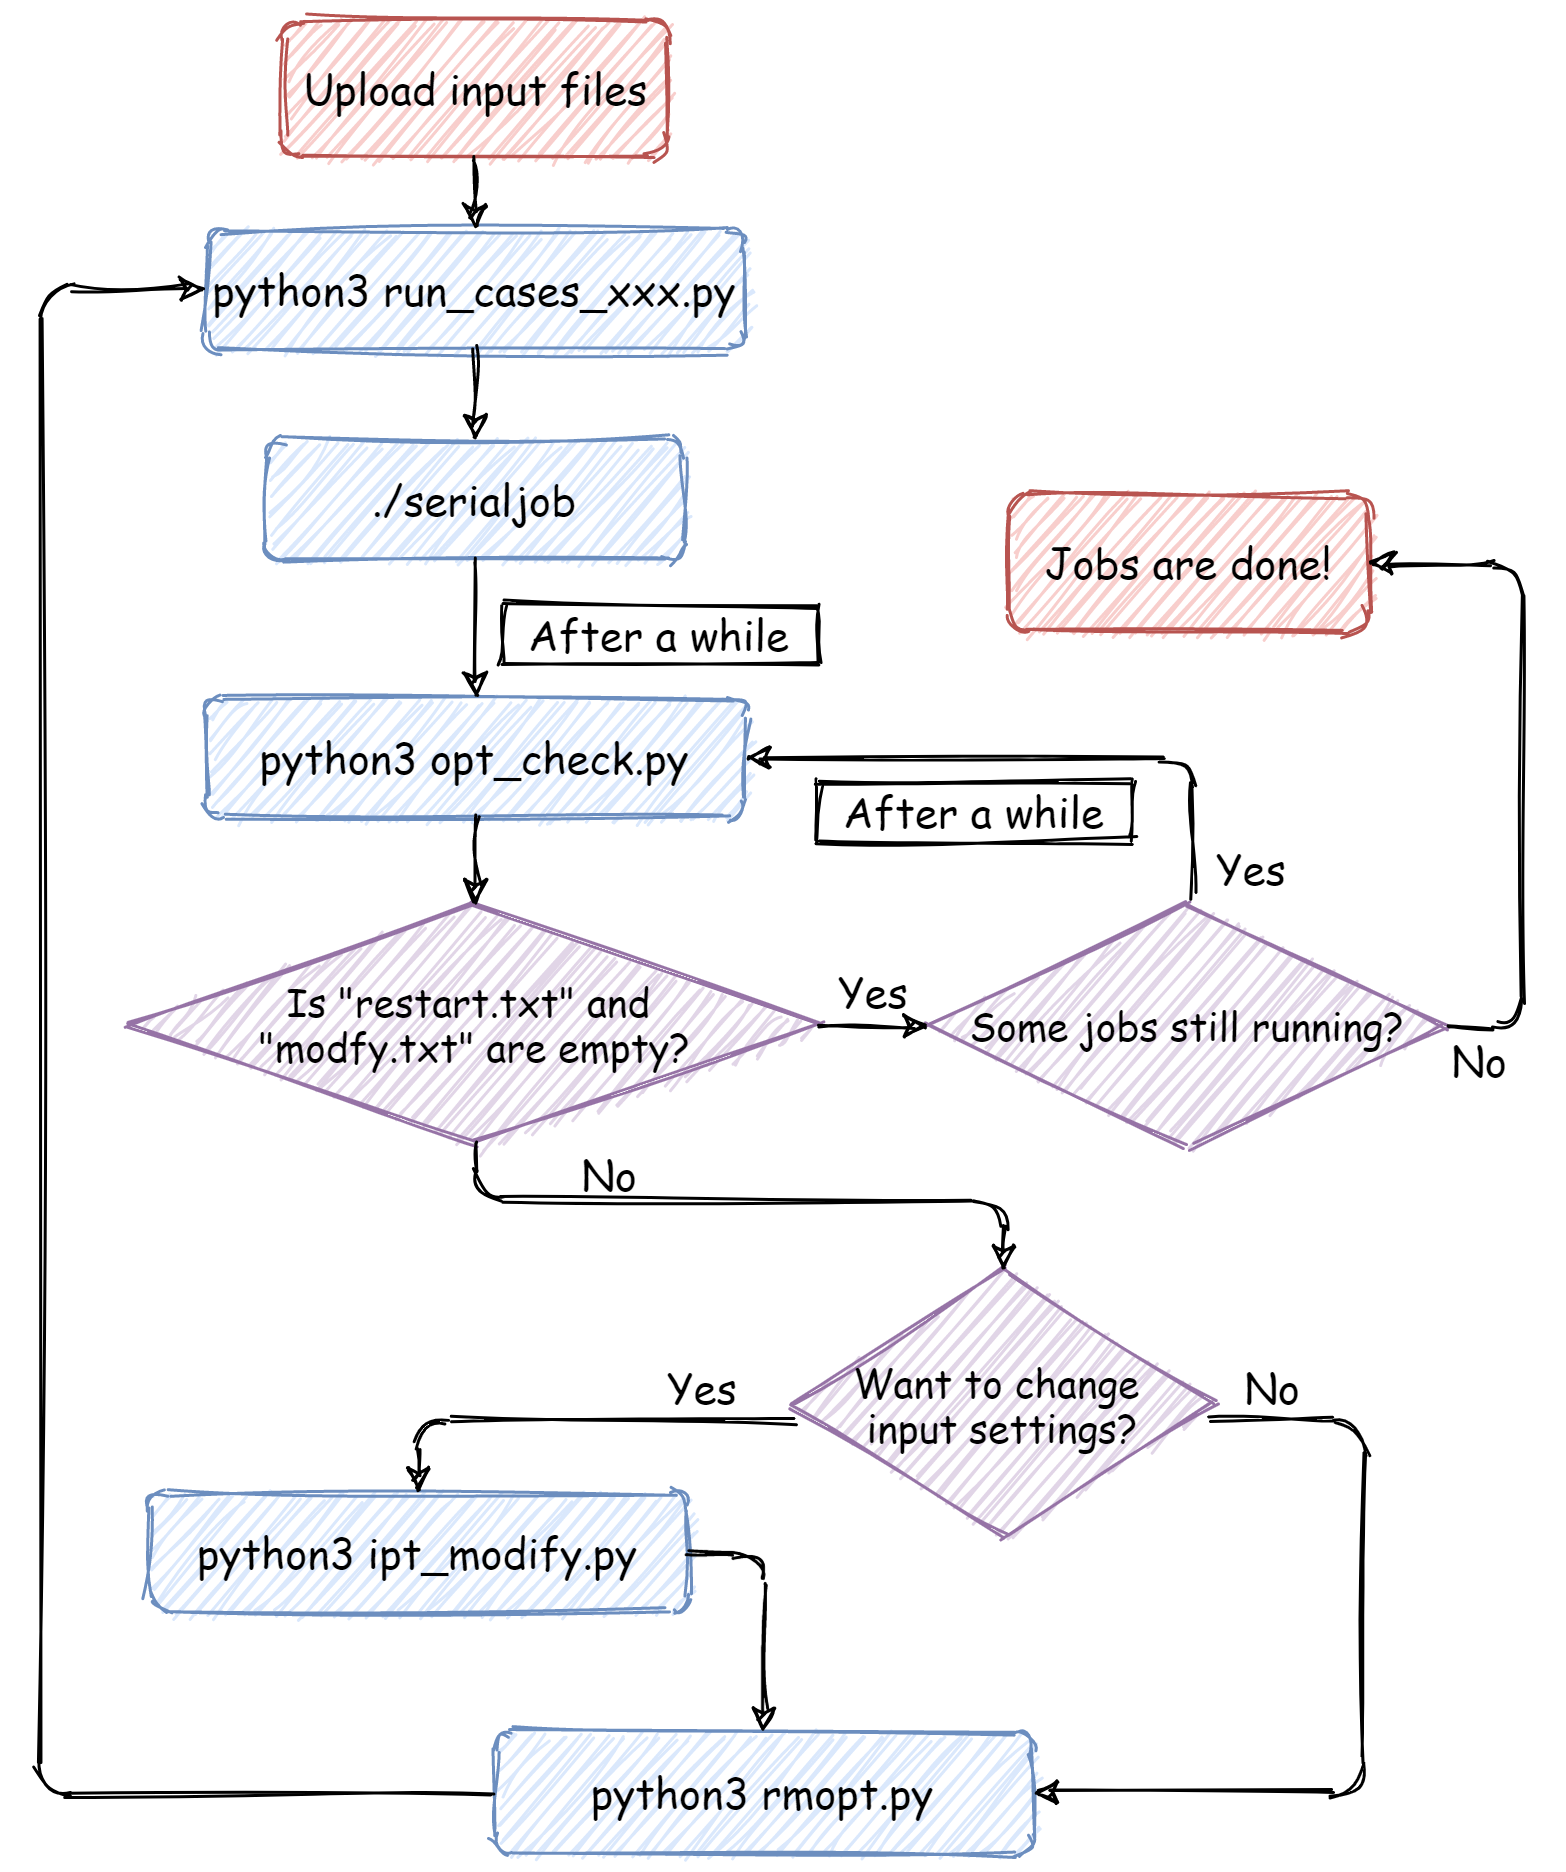 Upload input files
python3 run_cases_xxx.py
./serialjob
Jobs are done!
After a while
python3 opt_check.py
After a while
Yes
Is "restart.txt" and
"modfy.txt" are empty?
Yes
Some jobs still running?
No
No
Want to change
input settings?
Yes
No
python3 ipt_modify.py
python3 rmopt.py